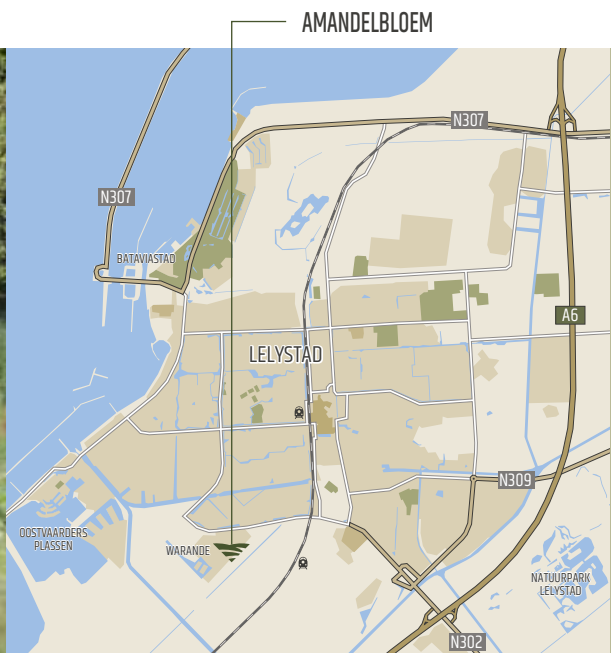 AMANDELBLOEM
N307
N307
BATAVIASTAD
A6
LELYSTAD
N309
OOSTVAARDERS
PLASSEN
WARANDE
NATUURPARK
LELYSTAD
N302